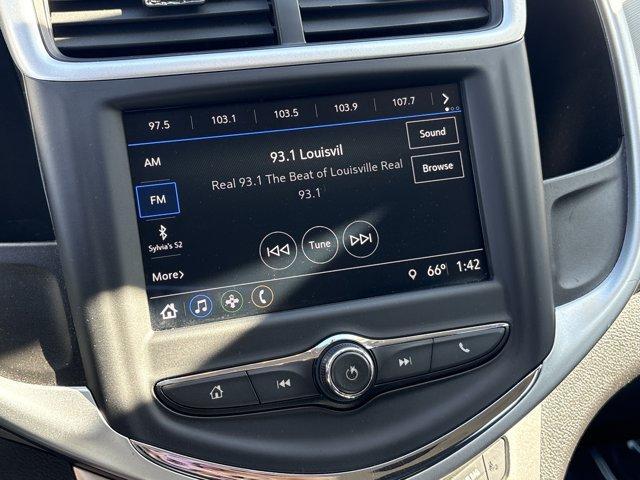 97.5 103.1 103.5 103.9 107.7
AM
93.1 Louisvil
Sound
FM
Real 93.1 The Beat of Louisville Real
93.1
Browse
Sylvia's S2
Tune
More
66° 1:42